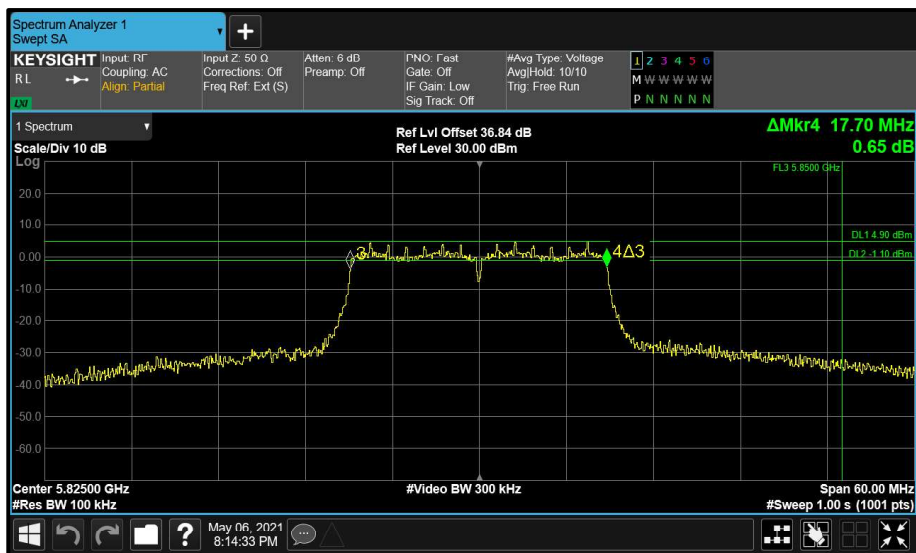 Spectrum Analyzer 1
Swept SA
+
KEYSIGHT
RL
LXI
Input: RF
Coupling: AC
Align: Partial
Input Z: 50 Ω
Corrections: Off
Freq Ref: Ext (S)
Atten: 6 dB
Preamp: Off
PNO: Fast
Gate: Off
IF Gain: Low
Sig Track: Off
#Avg Type: Voltage
Avg|Hold: 10/10
Trig: Free Run
1 2 3 4 5 6
M W W W W W
P N N N N N
1 Spectrum
Scale/Div 10 dB
Ref Lvl Offset 36.84 dB
Ref Level 30.00 dBm
ΔMkr4 17.70 MHz
0.65 dB
Log
FL3 5.8500 GHz
20.0
10.0
DL1 4.90 dBm
0.00
3
4Δ3
DL2 -1.10 dBm
-10.0
-20.0
-30.0
-40.0
-50.0
-60.0
Center 5.82500 GHz
#Video BW 300 kHz
Span 60.00 MHz
#Res BW 100 kHz
#Sweep 1.00 s (1001 pts)
?
May 06, 2021
8:14:33 PM